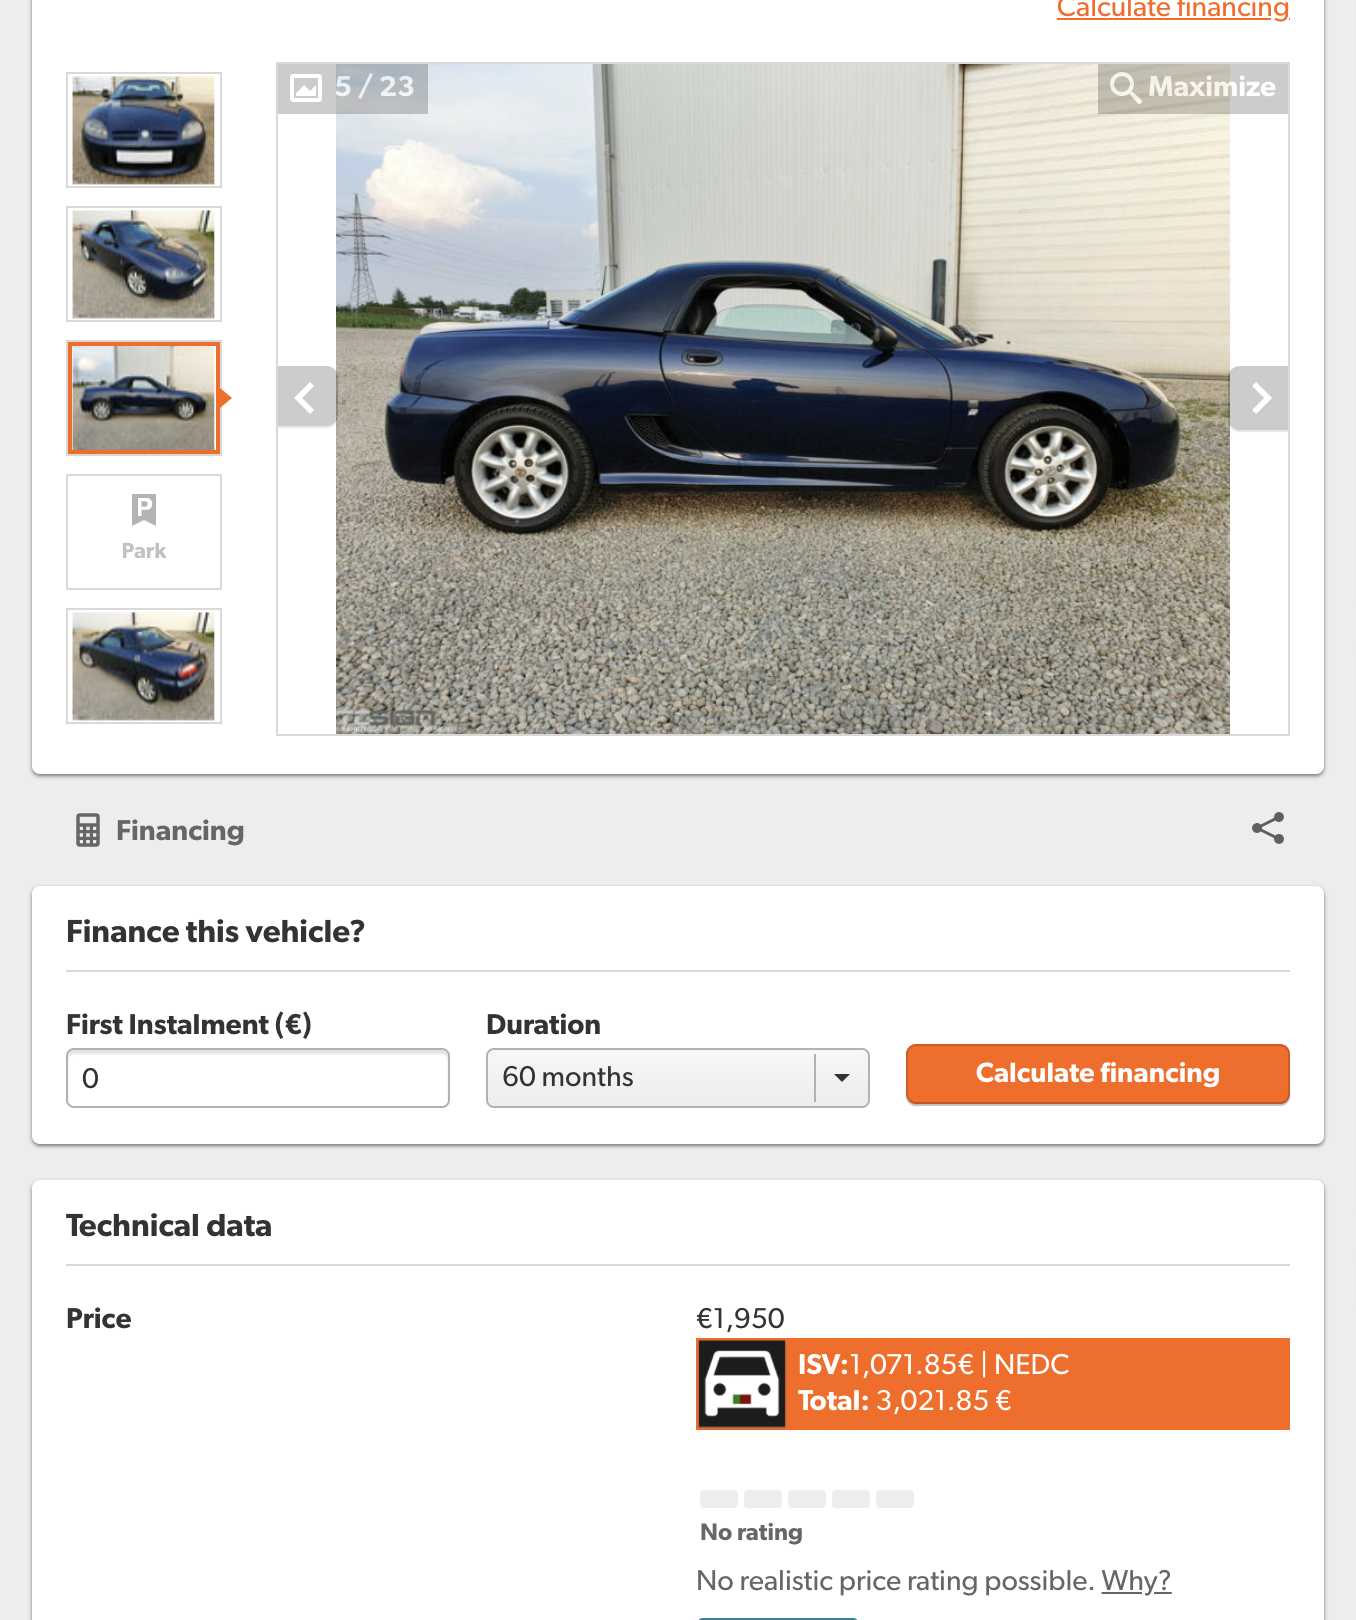 Calculate financing
5 / 23
Maximize
Park
Financing
Finance this vehicle?
First Instalment (€)
Duration
0
60 months
Calculate financing
Technical data
Price
€1,950
ISV:1,071.85€ | NEDC
Total: 3,021.85 €
No rating
No realistic price rating possible. Why?